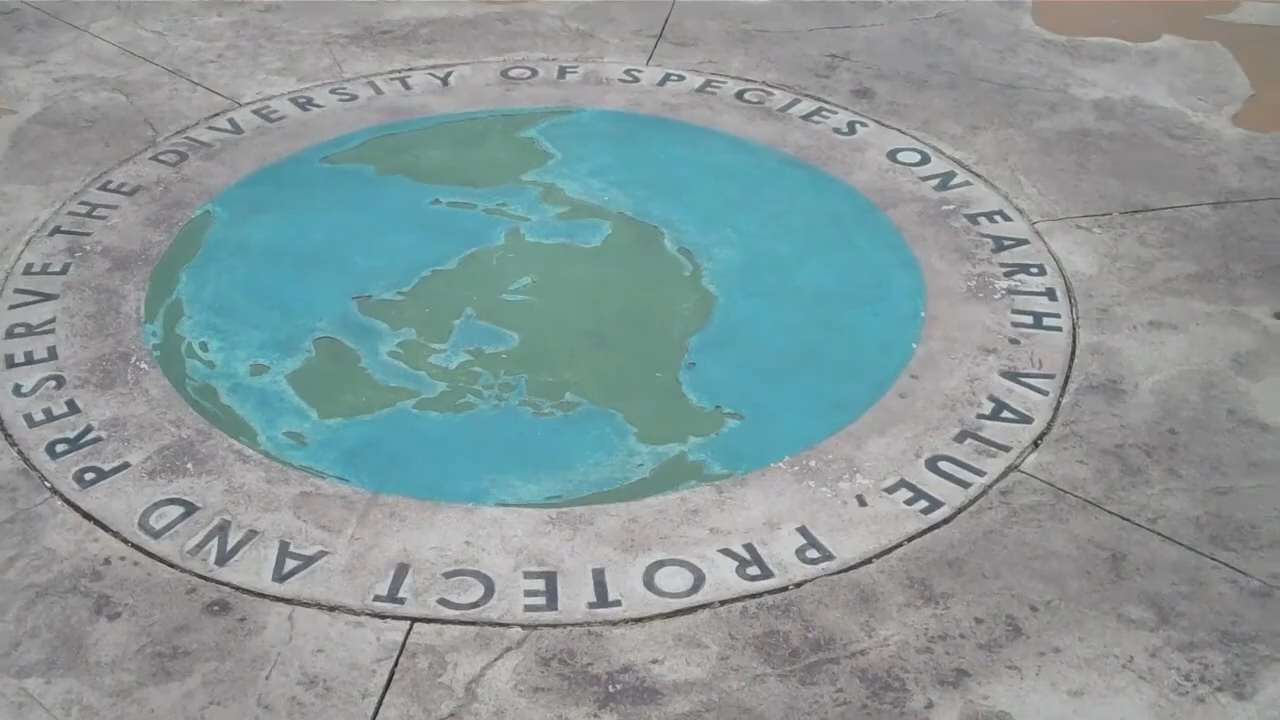 VALUE, PROTECT AND PRESERVE THE DIVERSITY OF SPECIES ON EARTH.